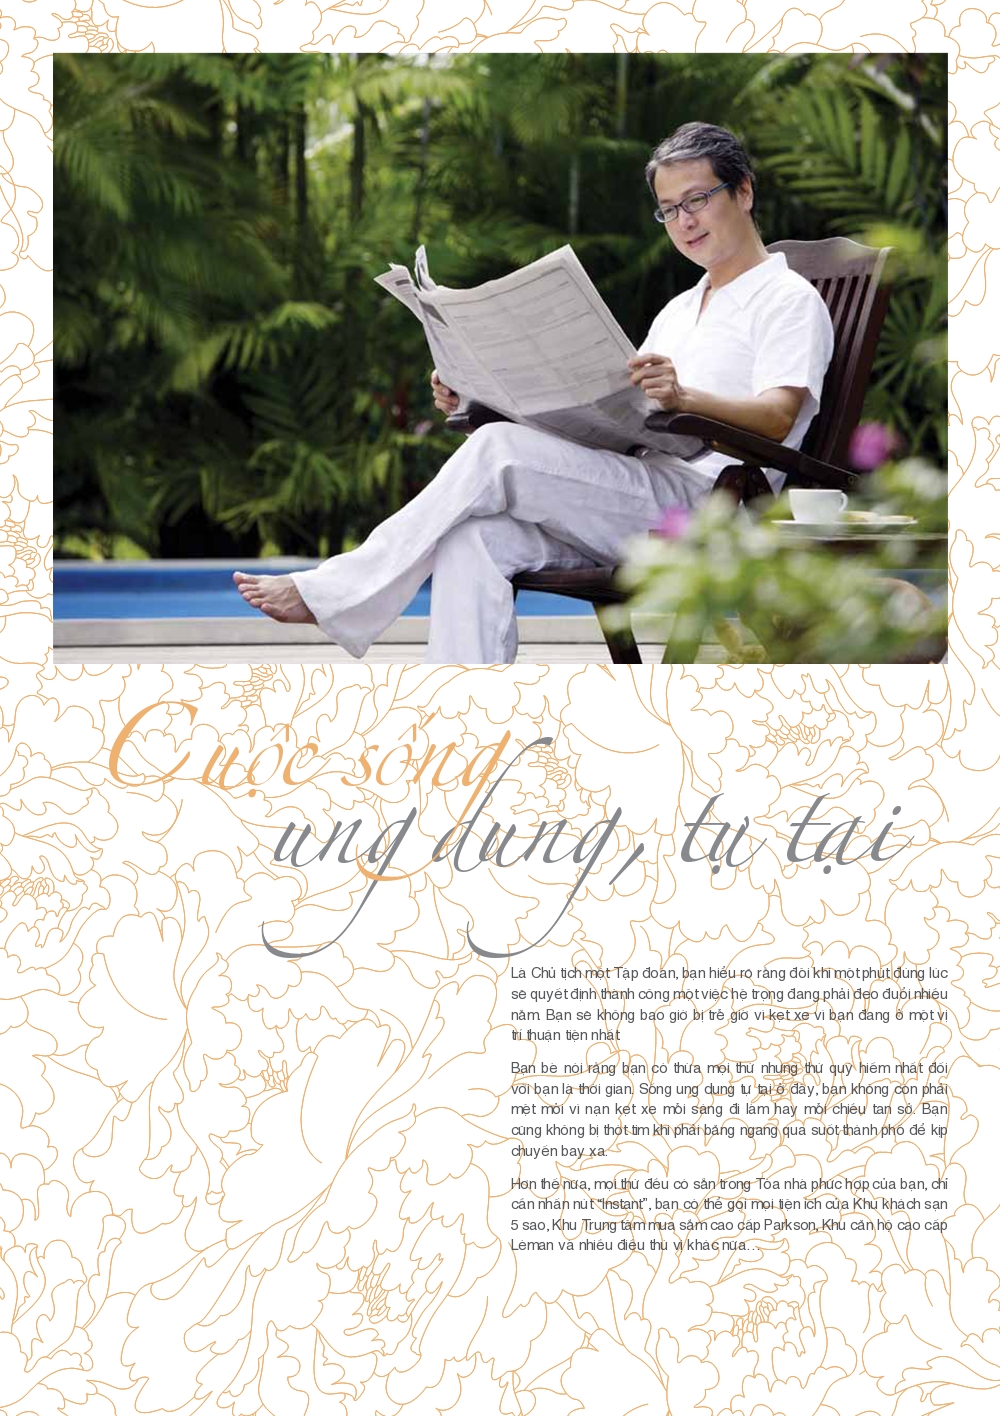 Cuộc sống
ung dung, tự tại
Là Chủ tịch một Tập đoàn, bạn hiểu rõ rằng đôi khi một phút đúng lúc
sẽ quyết định thành công một việc hệ trọng đang phải đeo đuổi nhiều
năm. Bạn sẽ không bao giờ bị trễ giờ vì kẹt xe vì bạn đang ở một vị
trí thuận tiện nhất.
Bạn bè nói rằng bạn có thừa mọi thứ nhưng thứ quý hiếm nhất đối
với bạn là thời gian. Sống ung dung tự tại ở đây, bạn không còn phải
mệt mỏi vì nạn kẹt xe mỗi sáng đi làm hay mỗi chiều tan sở. Bạn
cũng không bị thót tim khi phải băng ngang qua suốt thành phố để kịp
chuyến bay xa.
Hơn thế nữa, mọi thứ đều có sẵn trong Tòa nhà phức hợp của bạn, chỉ
cần nhấn nút “Instant”, bạn có thể gọi mọi tiện ích của Khu khách sạn
5 sao, Khu Trung tâm mua sắm cao cấp Parkson, Khu căn hộ cao cấp
Léman và nhiều điều thú vị khác nữa…